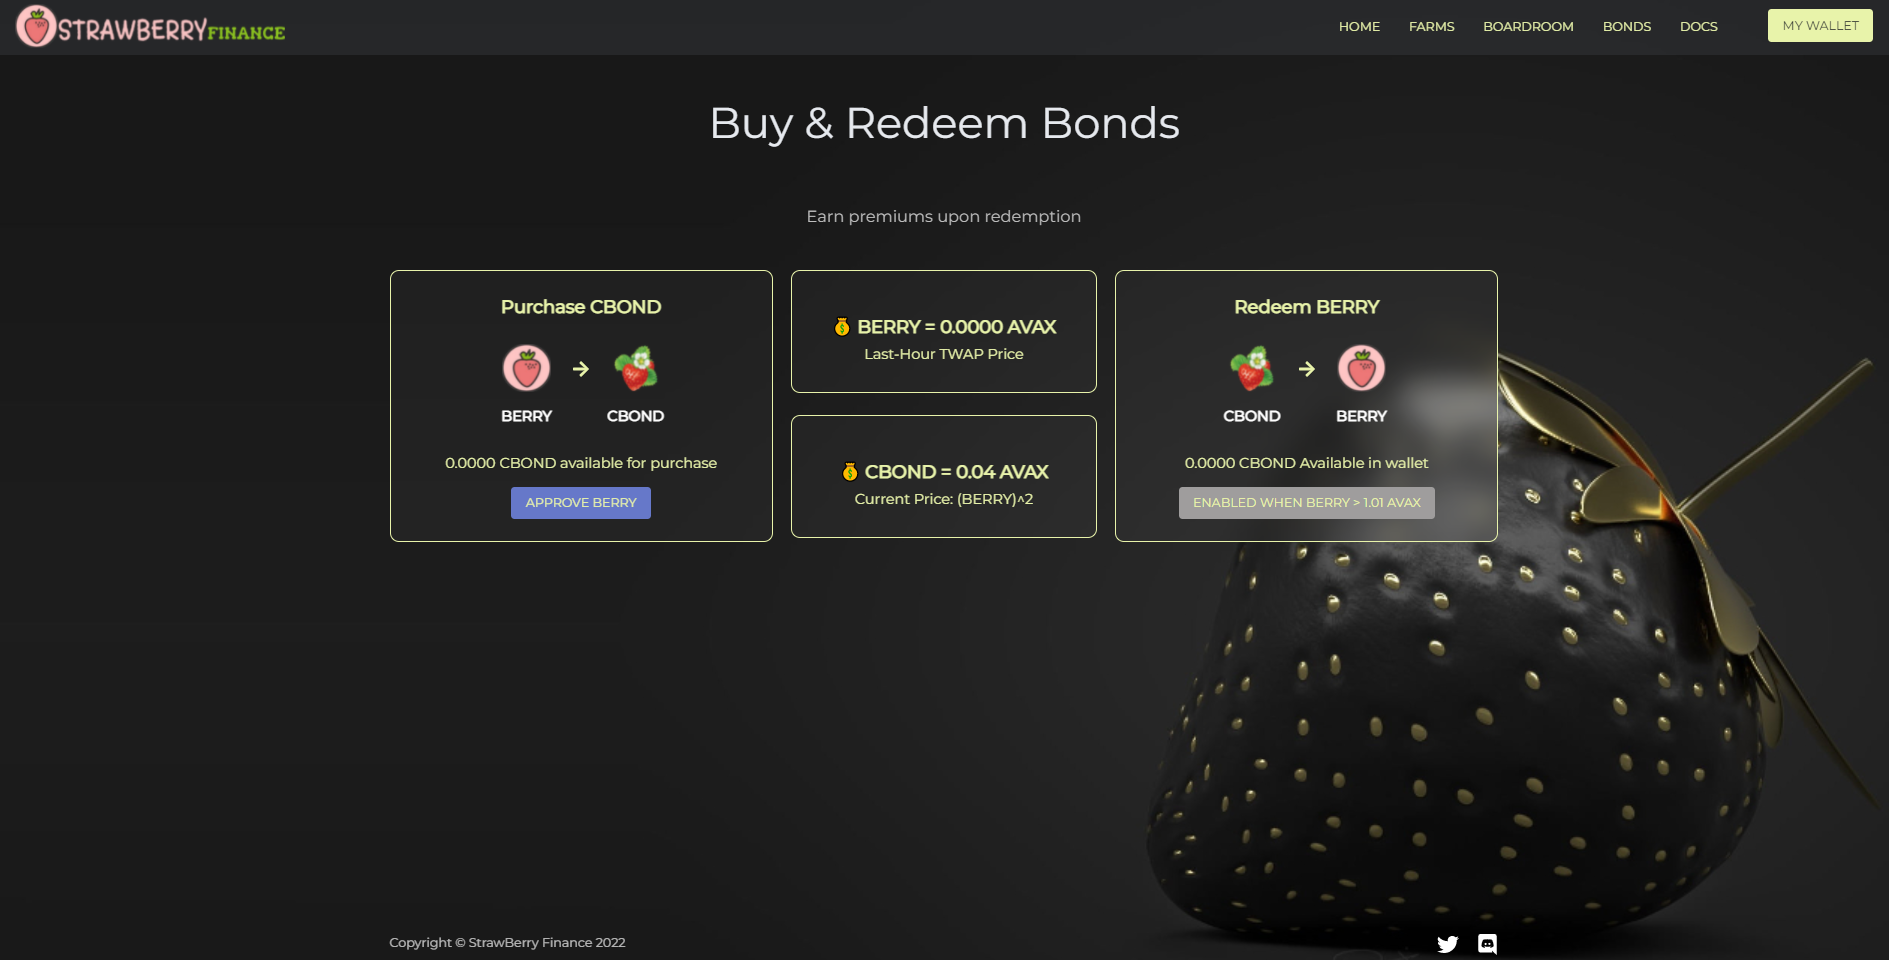 STRAWBERRY FINANCE
HOME FARMS BOARDROOM BONDS DOCS MY WALLET
Buy & Redeem Bonds
Earn premiums upon redemption
Purchase CBOND
BERRY CBOND
0.0000 CBOND available for purchase
APPROVE BERRY
BERRY = 0.0000 AVAX
Last-Hour TWAP Price
CBOND = 0.04 AVAX
Current Price: (BERRY)^2
Redeem BERRY
CBOND BERRY
0.0000 CBOND Available in wallet
ENABLED WHEN BERRY > 1.01 AVAX
Copyright © StrawBerry Finance 2022